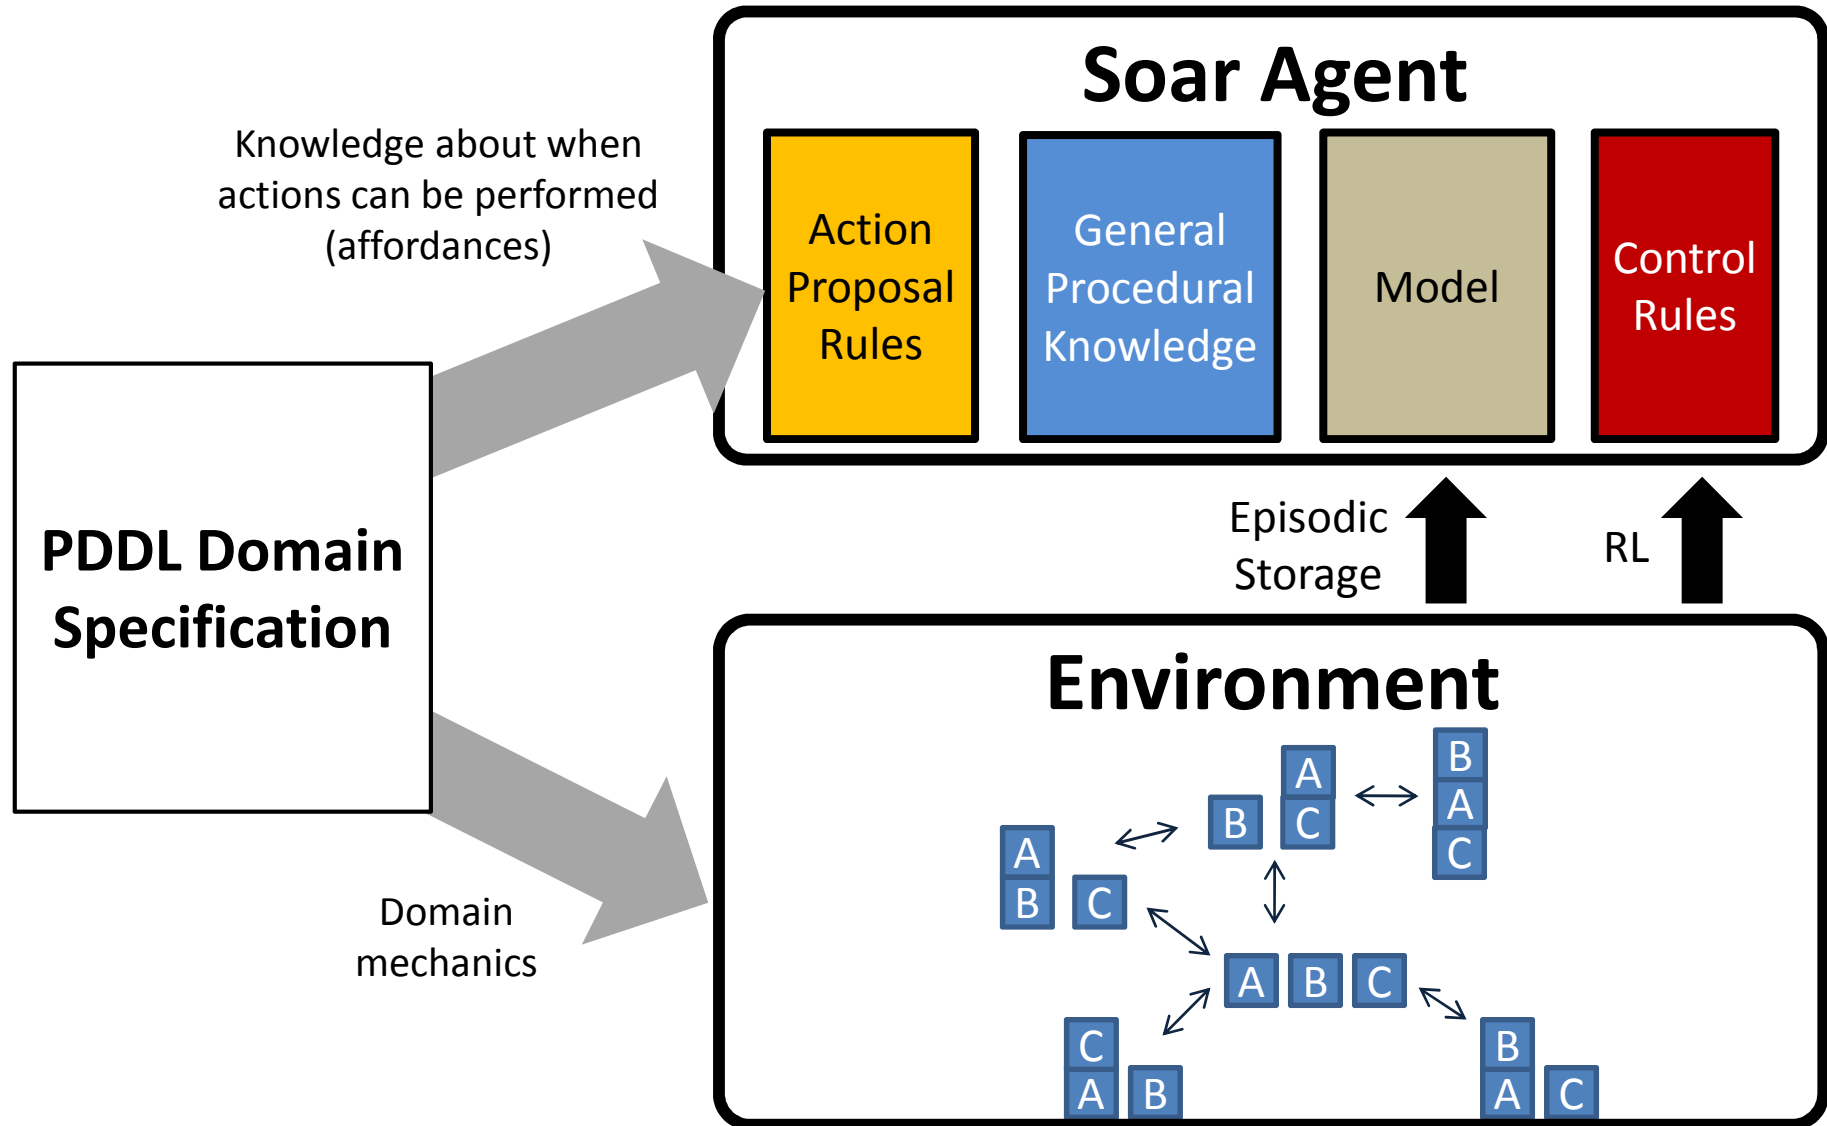 Soar Agent
Knowledge about when
actions can be performed
(affordances)
Action
Proposal
Rules
General
Procedural
Knowledge
Model
Control
Rules
PDDL Domain
Specification
Episodic
Storage
RL
Domain
mechanics
Environment
A
B C
B
A
C
B
A
C
A B C
C
A B
B
A C